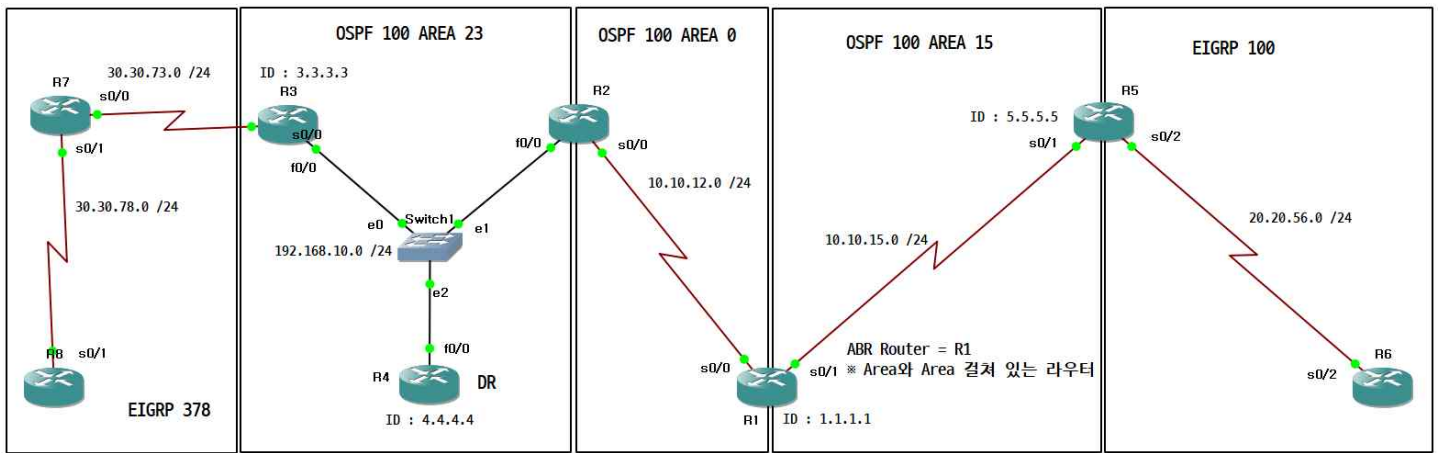 OSPF 100 AREA 23
OSPF 100 AREA 0
OSPF 100 AREA 15
EIGRP 100
30.30.73.0 /24
ID : 3.3.3.3
R7
s0/0
R3
s0/0
f0/0
R2
f0/0
s0/0
R5
ID : 5.5.5.5
s0/1
s0/2
s0/1
30.30.78.0 /24
10.10.12.0 /24
20.20.56.0 /24
e0
Switch1
e1
192.168.10.0 /24
10.10.15.0 /24
e2
R8
s0/1
f0/0
R4
DR
ID : 4.4.4.4
EIGRP 378
s0/0
s0/1
ABR Router = R1
※ Area와 Area 걸쳐 있는 라우터
R1
ID : 1.1.1.1
s0/2
R6